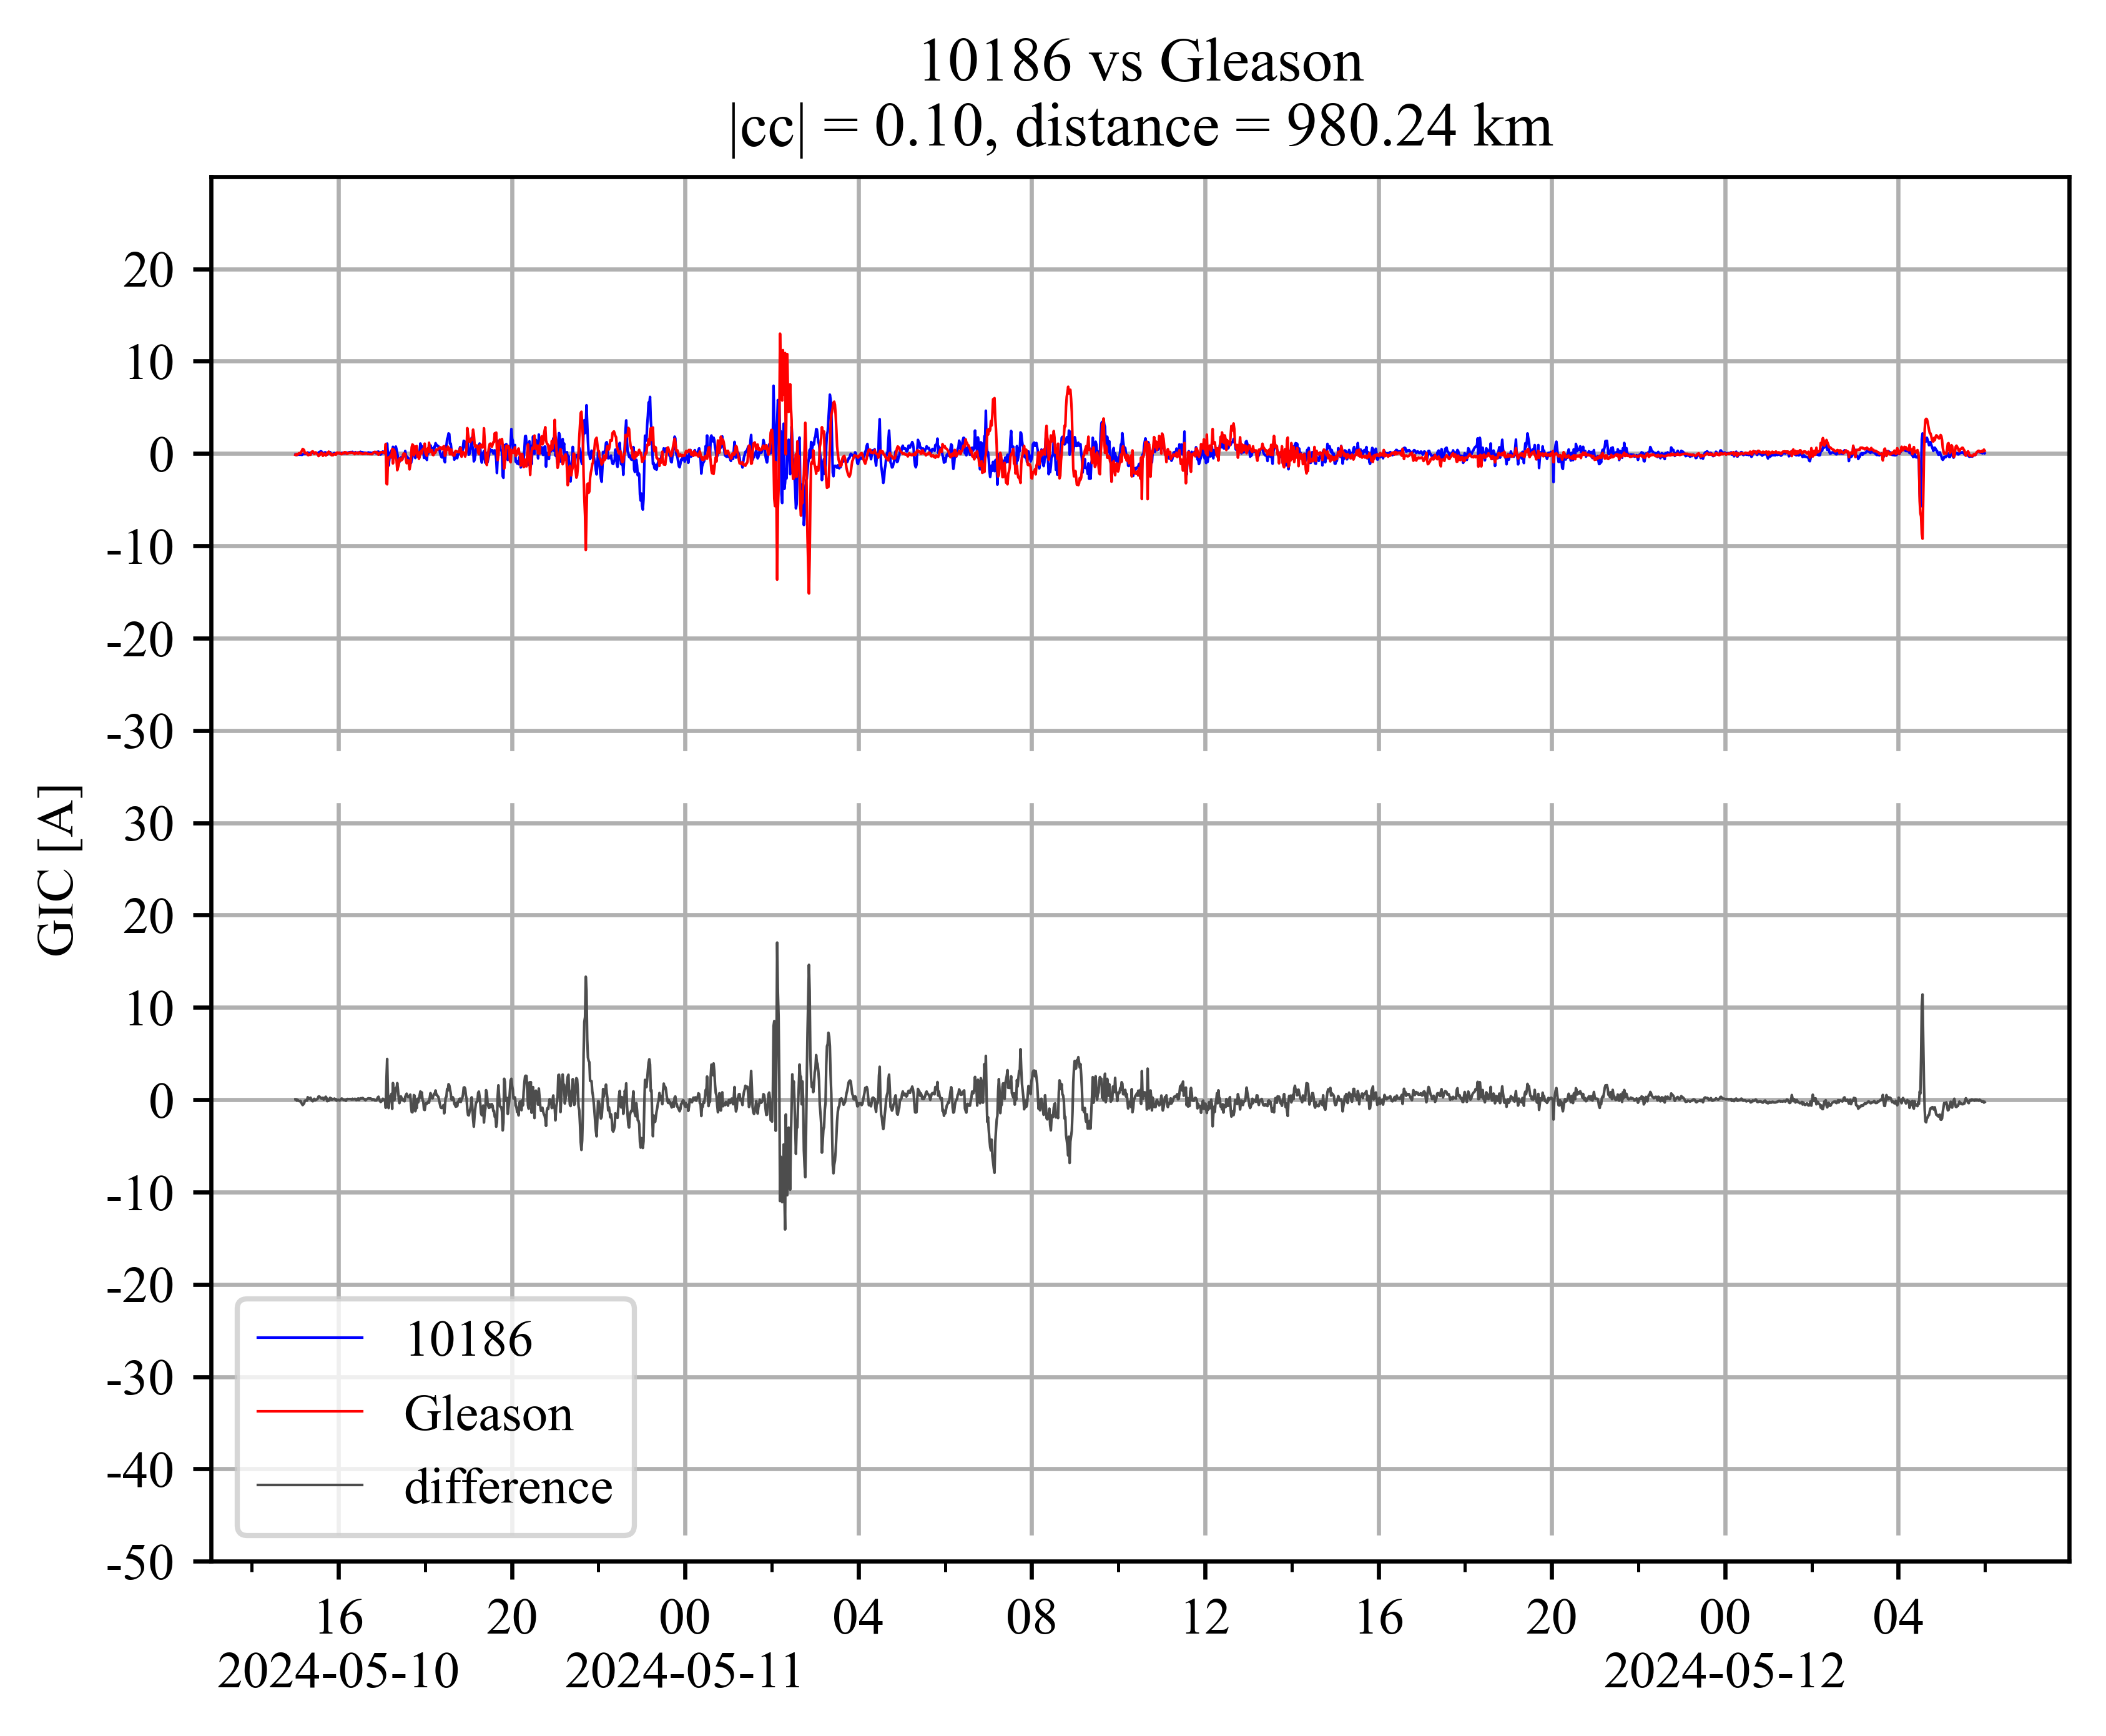 10186 vs Gleason
|cc| = 0.10, distance = 980.24 km
GIC [A]
20
10
0
-10
-20
-30
30
20
10
0
-10
-20
-30
-40
-50
10186
Gleason
difference
16 20 00 04 08 12 16 20 00 04
2024-05-10 2024-05-11 2024-05-12